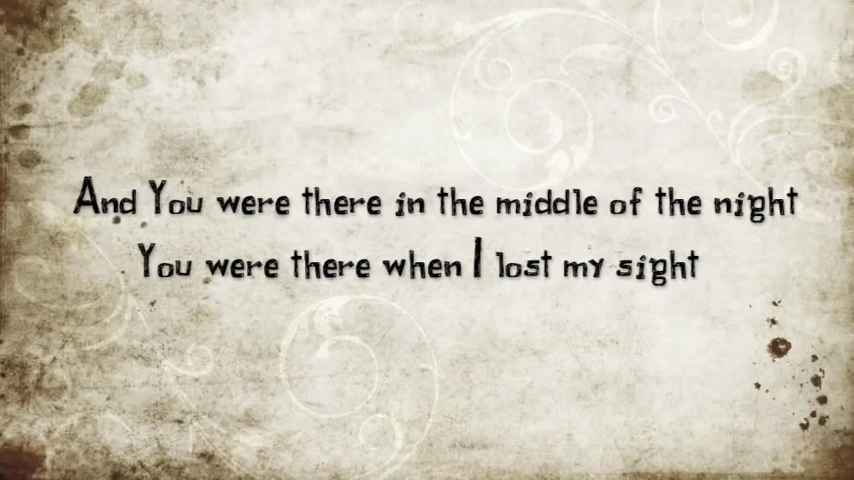 And You were there in the middle of the night
You were there when I lost my sight